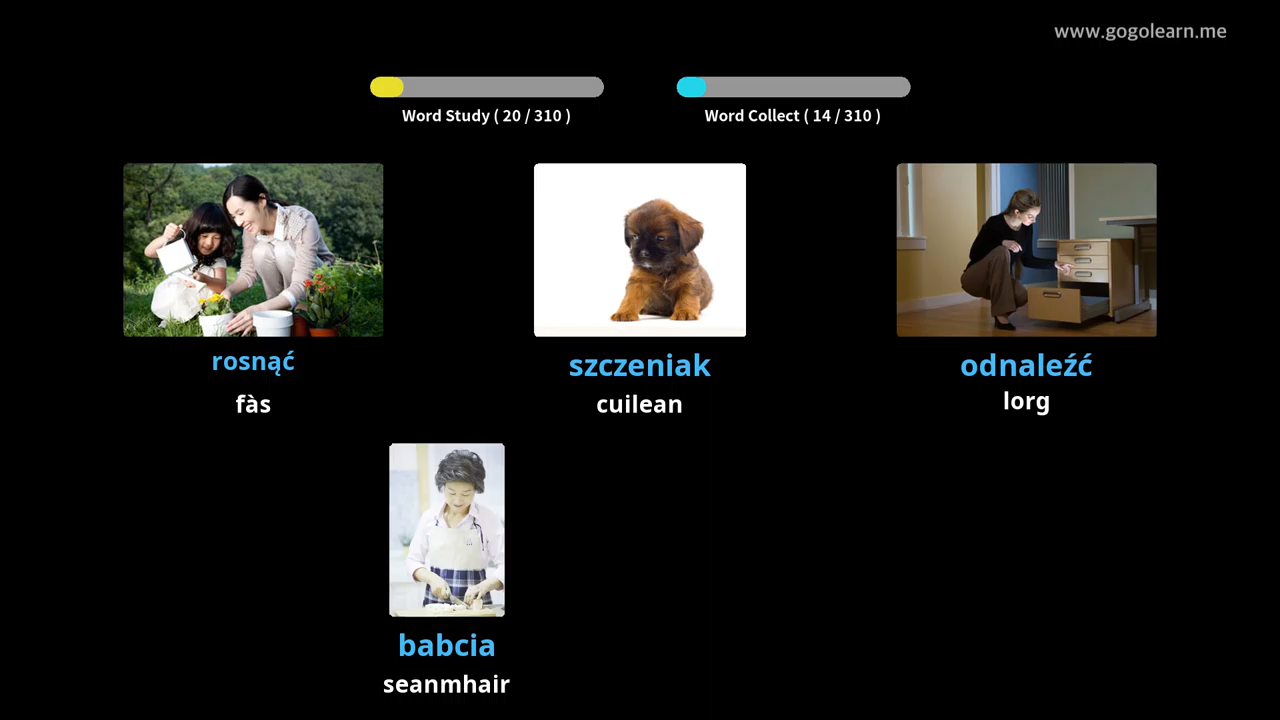 www.gogolearn.me
Word Study ( 20 / 310 )
Word Collect ( 14 / 310 )
rosnąć
fàs
szczeniak
cuilean
odnaleźć
lorg
babcia
seanmhair